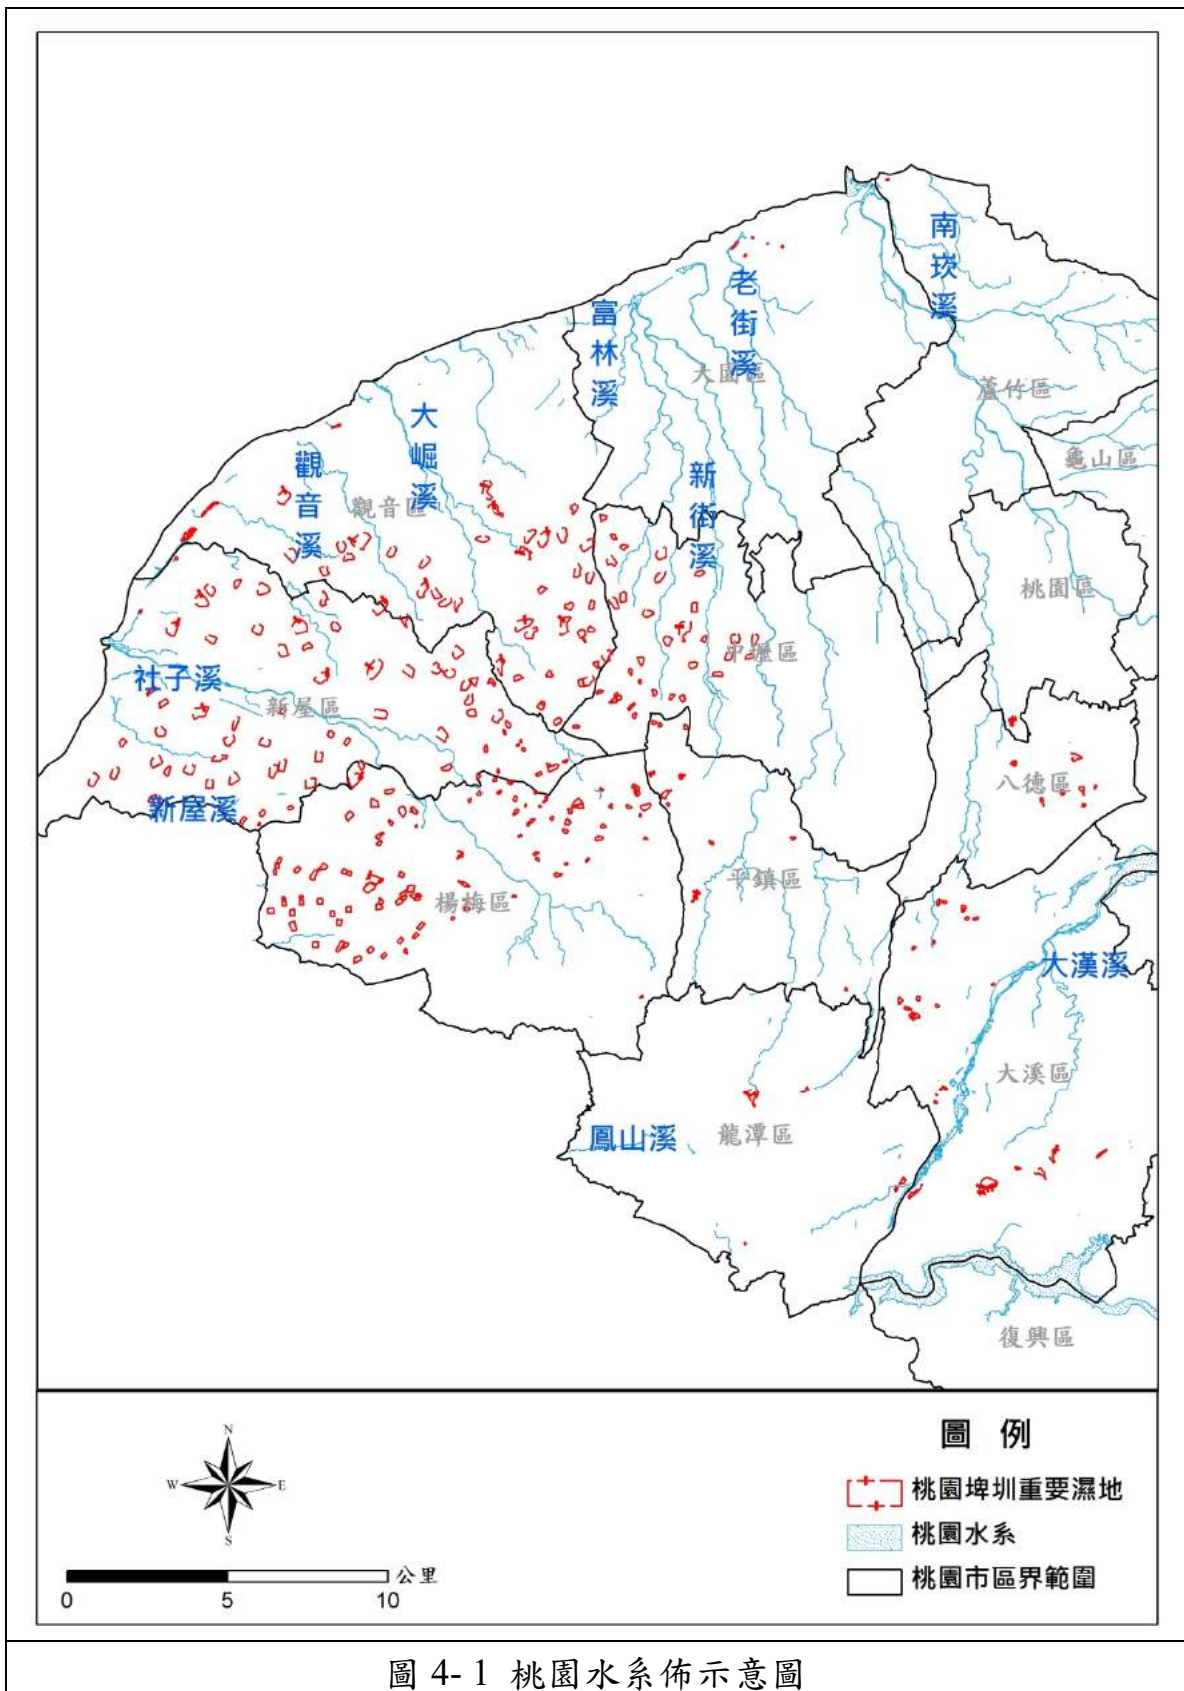 南崁溪
老街溪
富林溪
大園區
蘆竹區
大崛溪
龜山區
觀音溪
新街溪
觀音區
桃園區
中壢區
社子溪
新屋區
八德區
新屋溪
平鎮區
楊梅區
大漢溪
大溪區
鳳山溪
龍潭區
復興區
圖 例
N
W
E
S
桃園埤圳重要濕地
桃園水系
桃園市區界範圍
公里
0 5 10
圖 4- 1 桃園水系佈示意圖